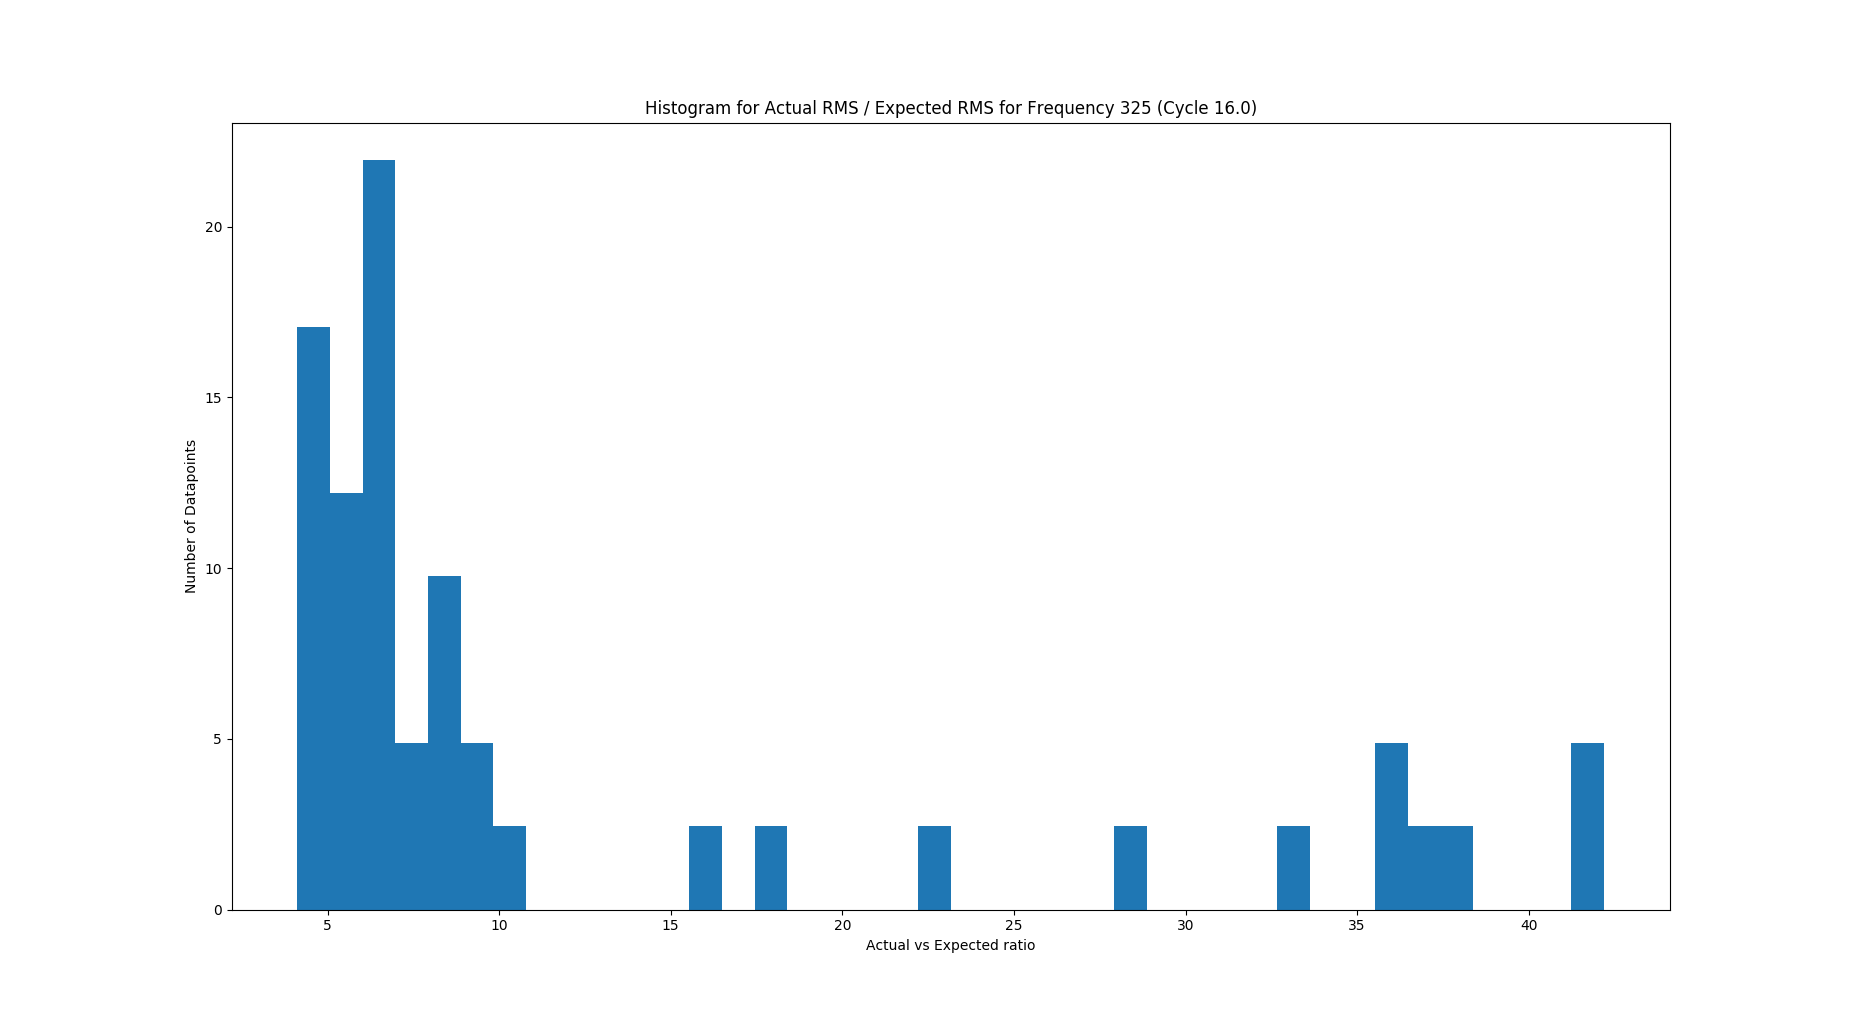 Histogram for Actual RMS / Expected RMS for Frequency 325 (Cycle 16.0)
20
15
10
5
0
Number of Datapoints
5 10 15 20 25 30 35 40
Actual vs Expected ratio